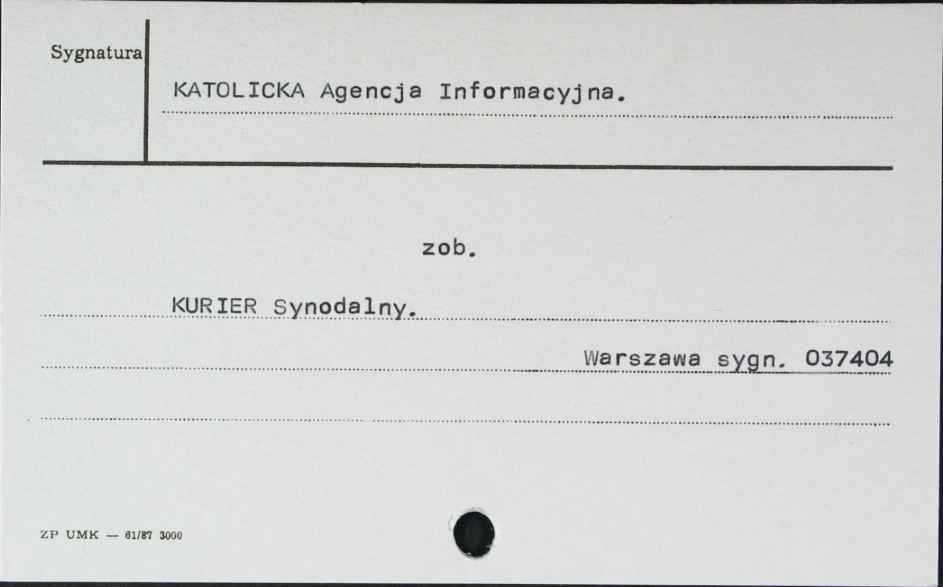 Sygnatura
KATOLICKA Agencja Informacyjna.
zob.
KURIER Synodalny.
Warszawa sygn. 037404
ZP UMK — 61/87 3000